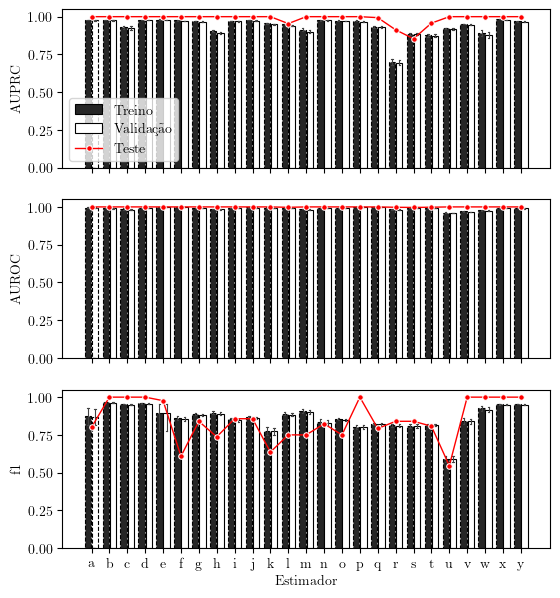 1.00
0.75
0.50
0.25
0.00
AUPRC
Treino
Validação
Teste
1.00
0.75
0.50
0.25
0.00
AUROC
1.00
0.75
0.50
0.25
0.00
f1
a b c d e f g h i j k l m n o p q r s t u v w x y
Estimador